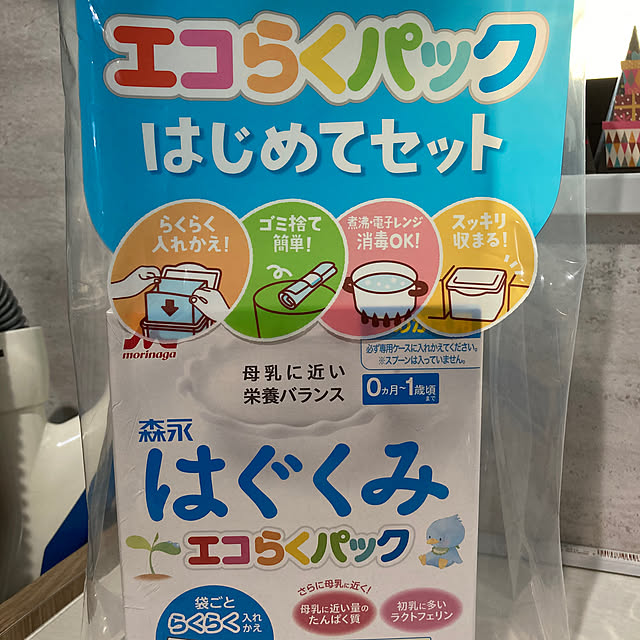 エコらくパック
はじめてセット
らくらく
入れかえ!
ゴミ捨て
簡単!
煮沸・電子レンジ
消毒OK!
スッキリ
収まる!
morinaga
必ず専用ケースに入れかえてください。
※スプーンは入っていません。
母乳に近い
栄養バランス
0ヵ月~1歳頃
まで
森永
はぐくみ
エコらくパック
袋ごと
らくらく入れかえ
さらに母乳に近く!
母乳に近い量の
たんぱく質
初乳に多い
ラクトフェリン